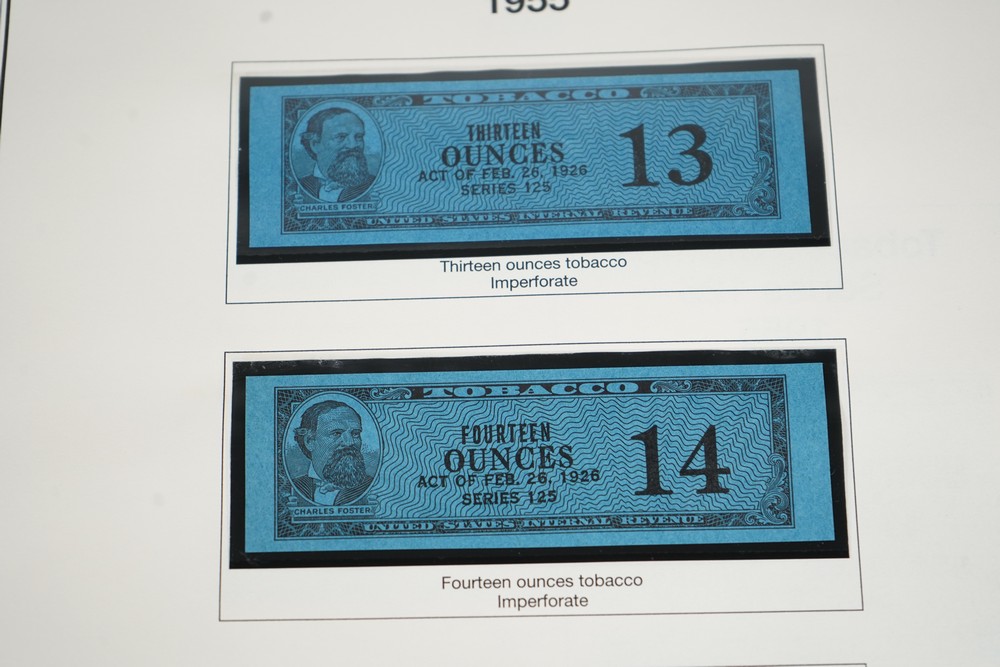 1955
TOBACCO
THIRTEEN
OUNCES
ACT OF FEB. 26, 1926
SERIES 125
13
CHARLES FOSTER
UNITED STATES INTERNAL REVENUE
Thirteen ounces tobacco
Imperforate
TOBACCO
FOURTEEN
OUNCES
ACT OF FEB. 26, 1926
SERIES 125
14
CHARLES FOSTER
UNITED STATES INTERNAL REVENUE
Fourteen ounces tobacco
Imperforate